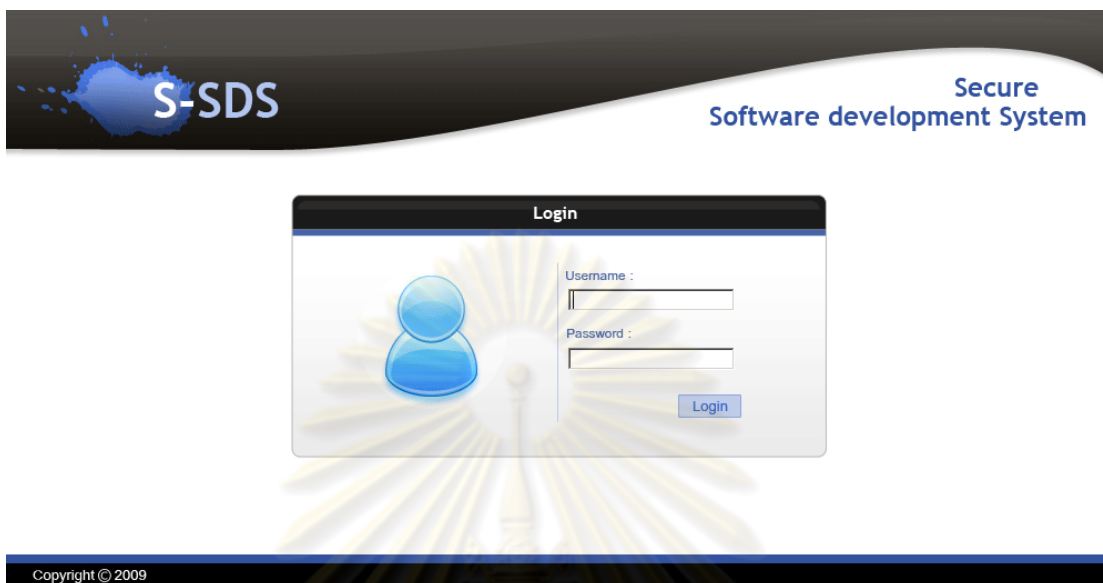 S-SDS
Secure
Software development System
Login
Username :
Password :
Login
Copyright © 2009